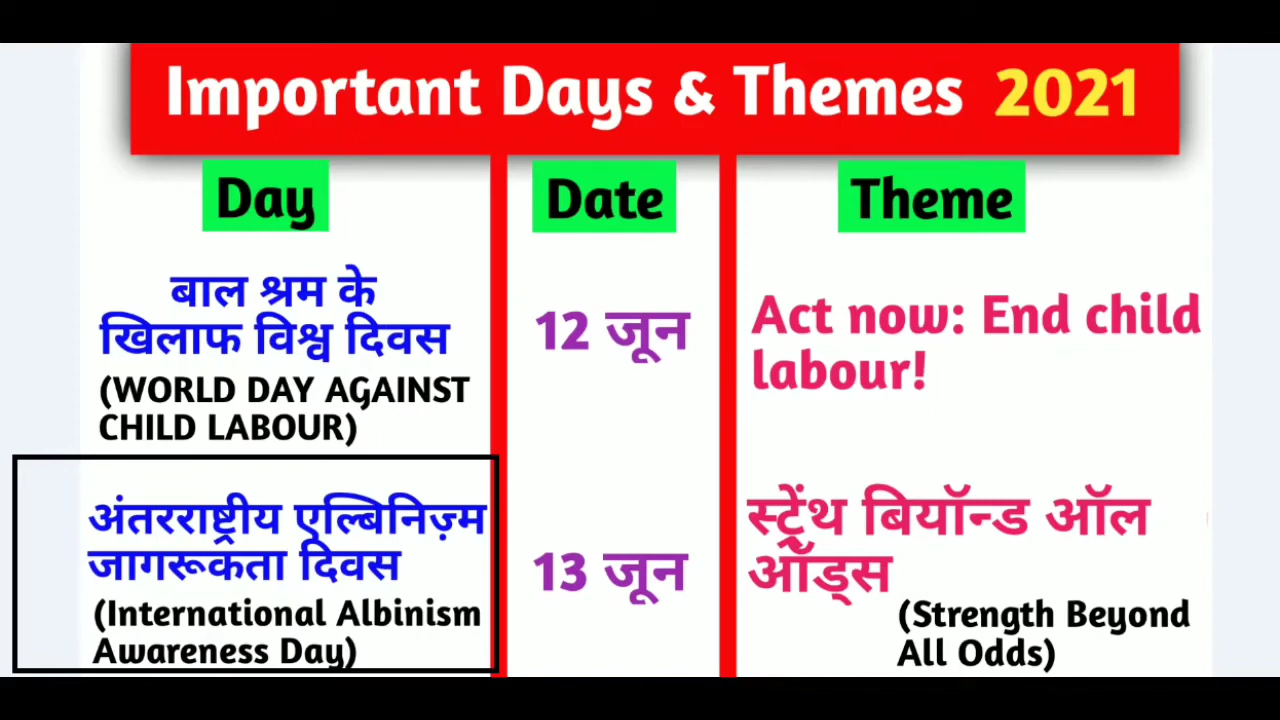 Important Days & Themes 2021
Day
Date
Theme
बाल श्रम के
खिलाफ विश्व दिवस
(WORLD DAY AGAINST
CHILD LABOUR)
12 जून
Act now: End child
labour!
अंतरराष्ट्रीय एल्बिनिज़्म
जागरूकता दिवस
(International Albinism
Awareness Day)
13 जून
स्ट्रेंथ बियॉन्ड ऑल
ऑड्स
(Strength Beyond
All Odds)